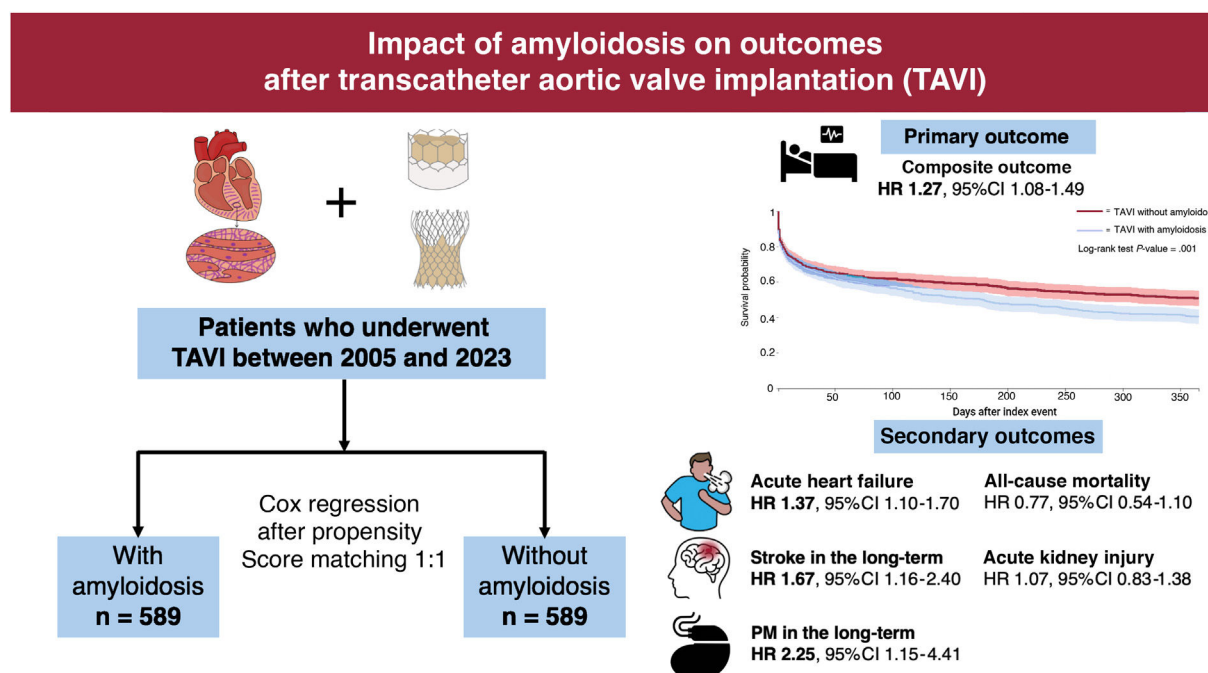 Impact of amyloidosis on outcomes
after transcatheter aortic valve implantation (TAVI)
+
Patients who underwent
TAVI between 2005 and 2023
Cox regression
after propensity
Score matching 1:1
With
amyloidosis
n = 589
Without
amyloidosis
n = 589
Primary outcome
Composite outcome
HR 1.27, 95%CI 1.08-1.49
= TAVI without amyloido
= TAVI with amyloidosis
Log-rank test P-value = .001
Survival probability
1
0.8
0.6
0.4
0.2
0
50
100
150
200
250
300
350
Days after index event
Secondary outcomes
Acute heart failure
HR 1.37, 95%CI 1.10-1.70
All-cause mortality
HR 0.77, 95%CI 0.54-1.10
Stroke in the long-term
HR 1.67, 95%CI 1.16-2.40
Acute kidney injury
HR 1.07, 95%CI 0.83-1.38
PM in the long-term
HR 2.25, 95%CI 1.15-4.41